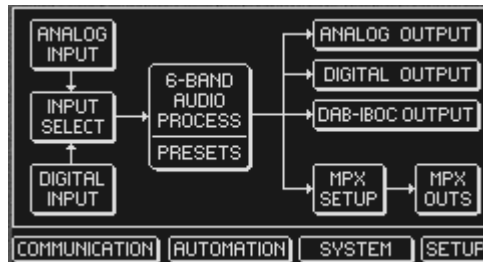 ANALOG
INPUT
INPUT
SELECT
DIGITAL
INPUT
6-BAND
AUDIO
PROCESS
PRESETS
ANALOG OUTPUT
DIGITAL OUTPUT
DAB-IBOC OUTPUT
MPX
SETUP
MPX
OUTS
COMMUNICATION
AUTOMATION
SYSTEM
SETUP